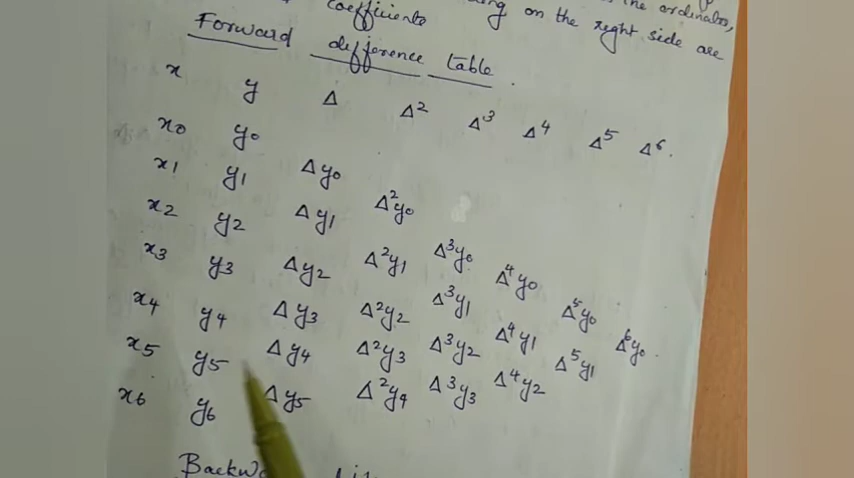 the ordinates,
coefficients on the right side are
Forward difference table.
x y Δ Δ² Δ³ Δ⁴ Δ⁵ Δ⁶.
x₀ y₀
x₁ y₁ Δy₀
x₂ y₂ Δy₁ Δ²y₀
x₃ y₃ Δy₂ Δ²y₁ Δ³y₀
x₄ y₄ Δy₃ Δ²y₂ Δ³y₁ Δ⁴y₀
x₅ y₅ Δy₄ Δ²y₃ Δ³y₂ Δ⁴y₁ Δ⁵y₀
x₆ y₆ Δy₅ Δ²y₄ Δ³y₃ Δ⁴y₂ Δ⁵y₁ Δ⁶y₀.